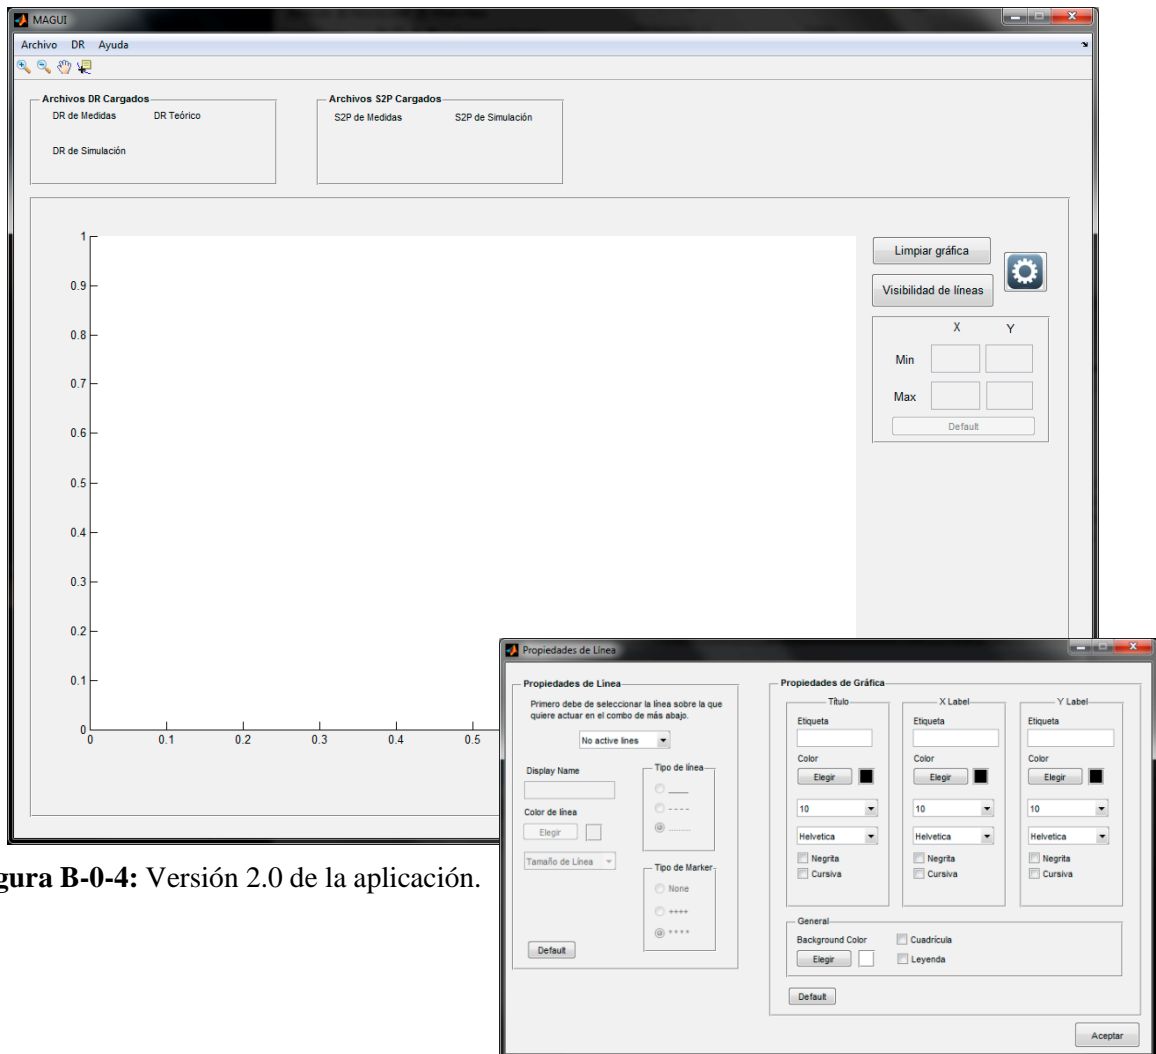 MAGUI
Archivo DR Ayuda
Archivos DR Cargados
DR de Medidas DR Teórico
DR de Simulación
Archivos S2P Cargados
S2P de Medidas S2P de Simulación
1
0.9
0.8
0.7
0.6
0.5
0.4
0.3
0.2
0.1
0
0 0.1 0.2 0.3 0.4 0.5
Limpiar gráfica
Visibilidad de líneas
X Y
Min
Max
Default
Propiedades de Línea
Propiedades de Línea
Primero debe de seleccionar la línea sobre la que
quiere actuar en el combo de más abajo.
No active lines
Display Name
Color de línea
Elegir
Tamaño de Línea
Default
Tipo de línea
____
- - - -
........
Tipo de Marker
None
++++
* * * *
Propiedades de Gráfica
Título
Etiqueta
Color
Elegir
10
Helvetica
Negrita
Cursiva
X Label
Etiqueta
Color
Elegir
10
Helvetica
Negrita
Cursiva
Y Label
Etiqueta
Color
Elegir
10
Helvetica
Negrita
Cursiva
General
Background Color
Elegir
Cuadrícula
Leyenda
Default
Aceptar
gura B-0-4: Versión 2.0 de la aplicación.